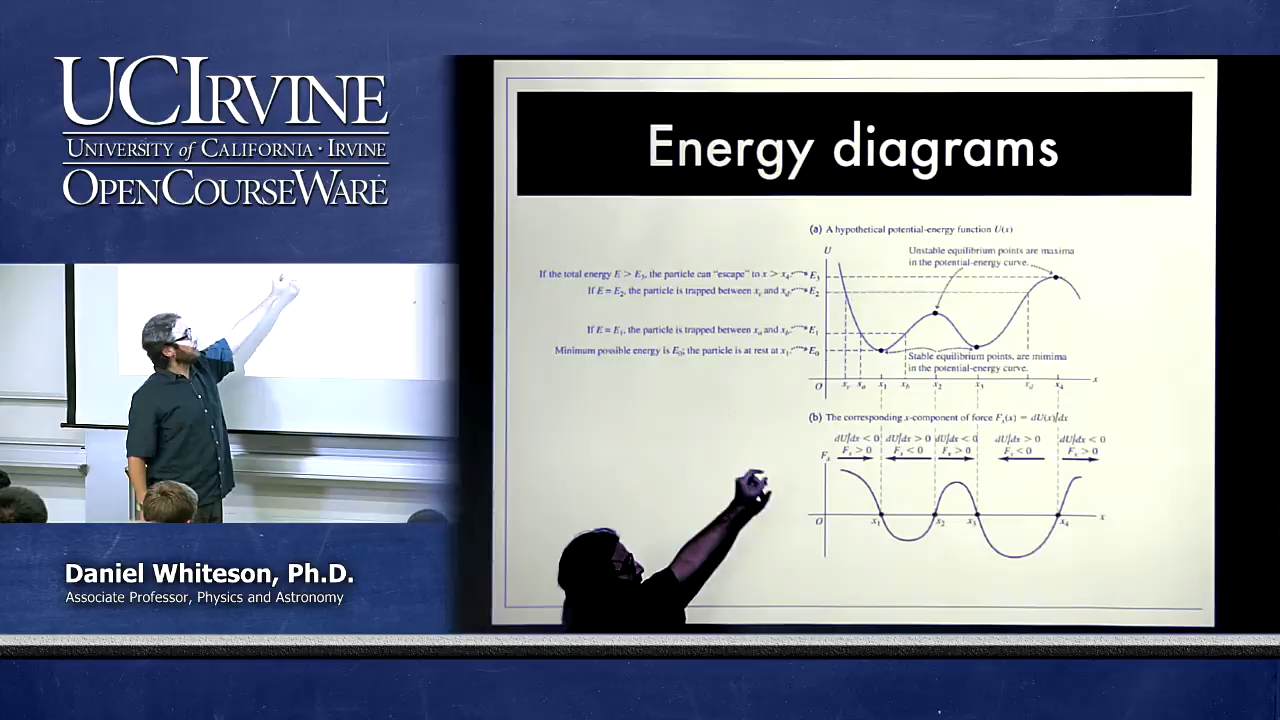 UCIRVINE
UNIVERSITY of CALIFORNIA · IRVINE
OPENCOURSEWARE
Energy diagrams
(a) A hypothetical potential-energy function U(x)
U
Unstable equilibrium points are maxima
in the potential-energy curve.
If the total energy E > E₃, the particle can "escape" to x > x₄. E₃
If E = E₂, the particle is trapped between x꜀ and x_d. E₂
If E = E₁, the particle is trapped between xₐ and x_b. E₁
Minimum possible energy is E₀; the particle is at rest at x₁. E₀
Stable equilibrium points, are mimima
in the potential-energy curve.
O x꜀ xₐ x₁ x_b x₂ x₃ x_d x₄ x
(b) The corresponding x-component of force Fₓ(x) = dU(x)/dx
dU/dx < 0 dU/dx > 0 dU/dx < 0 dU/dx > 0 dU/dx < 0
Fₓ Fₓ > 0 Fₓ < 0 Fₓ > 0 Fₓ < 0 Fₓ > 0
O x₁ x₂ x₃ x₄ x
Daniel Whiteson, Ph.D.
Associate Professor, Physics and Astronomy